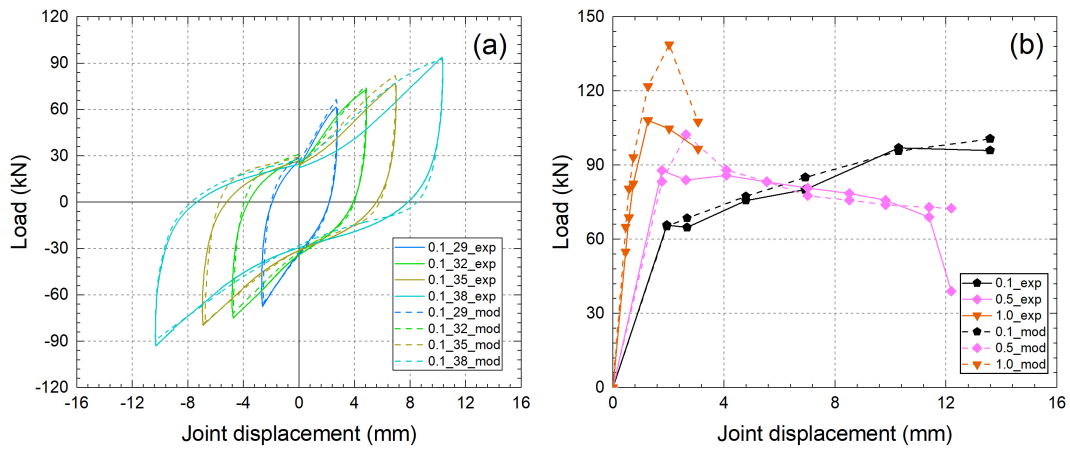 (a)
120
90
60
30
0
-30
-60
-90
-120
Load (kN)
-16
-12
-8
-4
0
4
8
12
16
Joint displacement (mm)
0.1_29_exp
0.1_32_exp
0.1_35_exp
0.1_38_exp
0.1_29_mod
0.1_32_mod
0.1_35_mod
0.1_38_mod
(b)
150
120
90
60
30
0
Load (kN)
0
4
8
12
16
Joint displacement (mm)
0.1_exp
0.5_exp
1.0_exp
0.1_mod
0.5_mod
1.0_mod